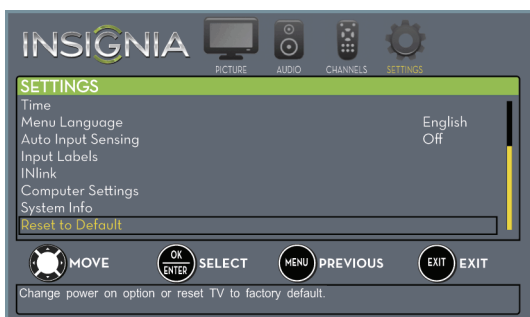 INSIGNIA
PICTURE AUDIO CHANNELS SETTINGS
SETTINGS
Time
Menu Language English
Auto Input Sensing Off
Input Labels
INlink
Computer Settings
System Info
Reset to Default
MOVE OK ENTER SELECT MENU PREVIOUS EXIT EXIT
Change power on option or reset TV to factory default.